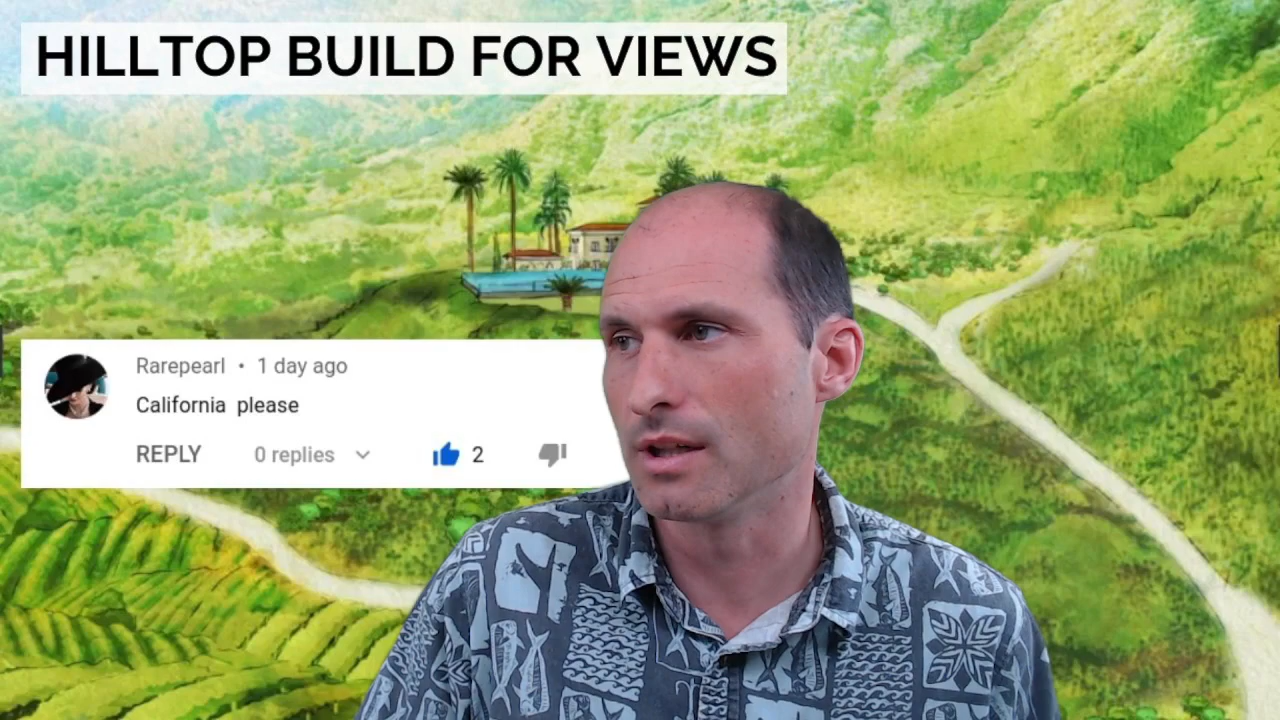 HILLTOP BUILD FOR VIEWS
Rarepearl • 1 day ago
California please
REPLY 0 replies 2